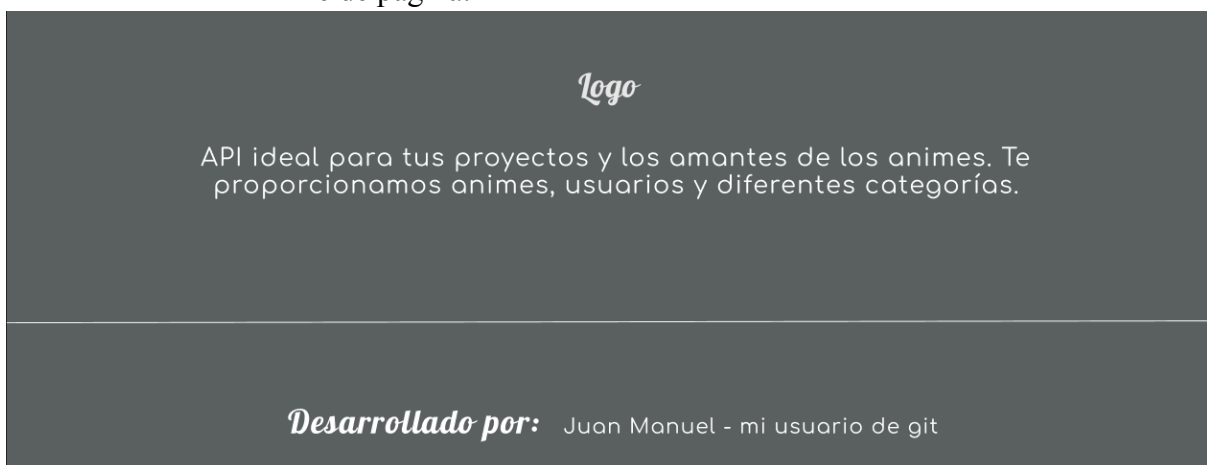 Logo
API ideal para tus proyectos y los amantes de los animes. Te
proporcionamos animes, usuarios y diferentes categorías.
Desarrollado por: Juan Manuel - mi usuario de git